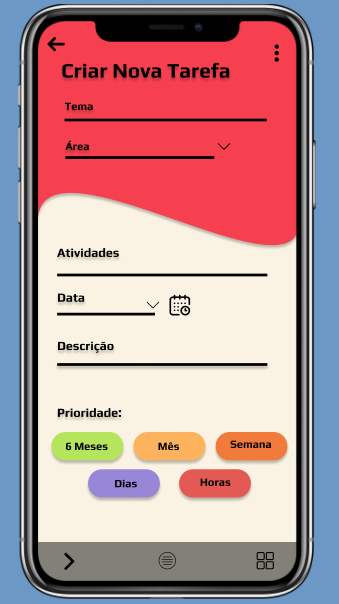 Criar Nova Tarefa
Tema
Área
Atividades
Data
Descrição
Prioridade:
6 Meses
Mês
Semana
Dias
Horas